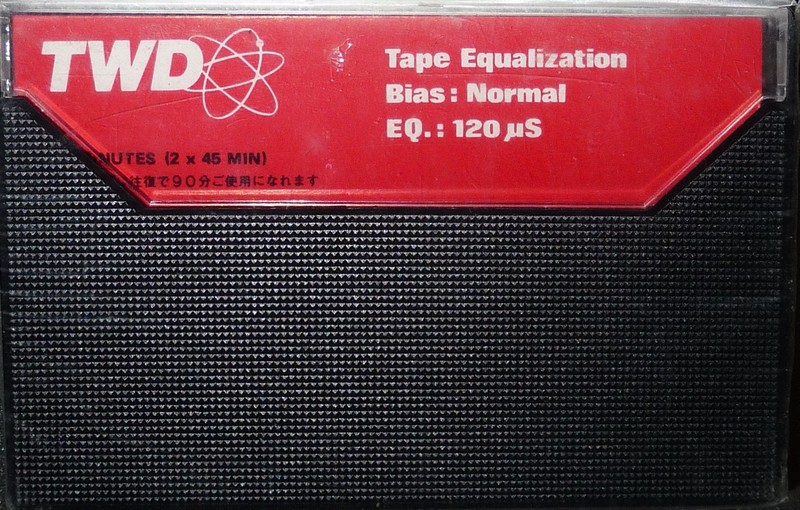 TWD
Tape Equalization
Bias: Normal
EQ.: 120 µS
(2 x 45 MIN)
往復で90分ご使用になれます